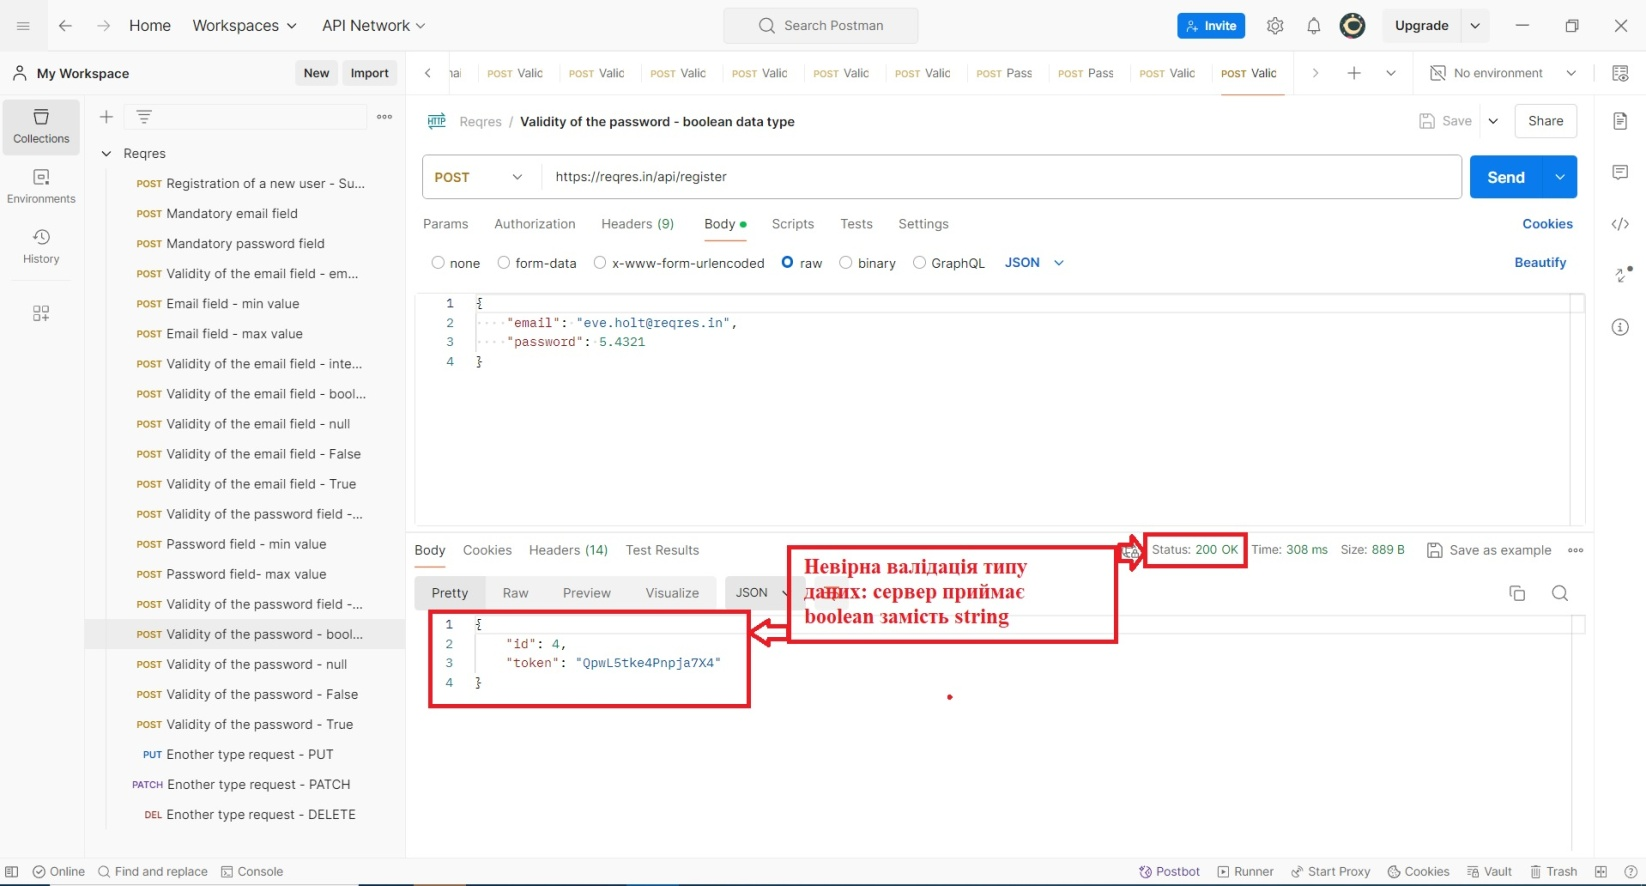 Home Workspaces API Network Search Postman Invite Upgrade
My Workspace New Import POST Valic POST Valic POST Valic POST Valic POST Valic POST Valic POST Pass POST Pass POST Valic POST Valic No environment
Collections
Environments
History
Reqres
POST Registration of a new user - Su...
POST Mandatory email field
POST Mandatory password field
POST Validity of the email field - em...
POST Email field - min value
POST Email field - max value
POST Validity of the email field - inte...
POST Validity of the email field - bool...
POST Validity of the email field - null
POST Validity of the email field - False
POST Validity of the email field - True
POST Validity of the password field -...
POST Password field - min value
POST Password field- max value
POST Validity of the password field -...
POST Validity of the password - bool...
POST Validity of the password - null
POST Validity of the password - False
POST Validity of the password - True
PUT Enother type request - PUT
PATCH Enother type request - PATCH
DEL Enother type request - DELETE
HTTP Reqres / Validity of the password - boolean data type Save Share
POST https://reqres.in/api/register Send
Params Authorization Headers (9) Body Scripts Tests Settings Cookies
none form-data x-www-form-urlencoded raw binary GraphQL JSON Beautify
1 {
2 "email": "eve.holt@reqres.in",
3 "password": 5.4321
4 }
Body Cookies Headers (14) Test Results Status: 200 OK Time: 308 ms Size: 889 B Save as example
Pretty Raw Preview Visualize JSON
Невірна валідація типу
даних: сервер приймає
boolean замість string
1 {
2 "id": 4,
3 "token": "QpwL5tke4Pnpja7X4"
4 }
Online Find and replace Console Postbot Runner Start Proxy Cookies Vault Trash